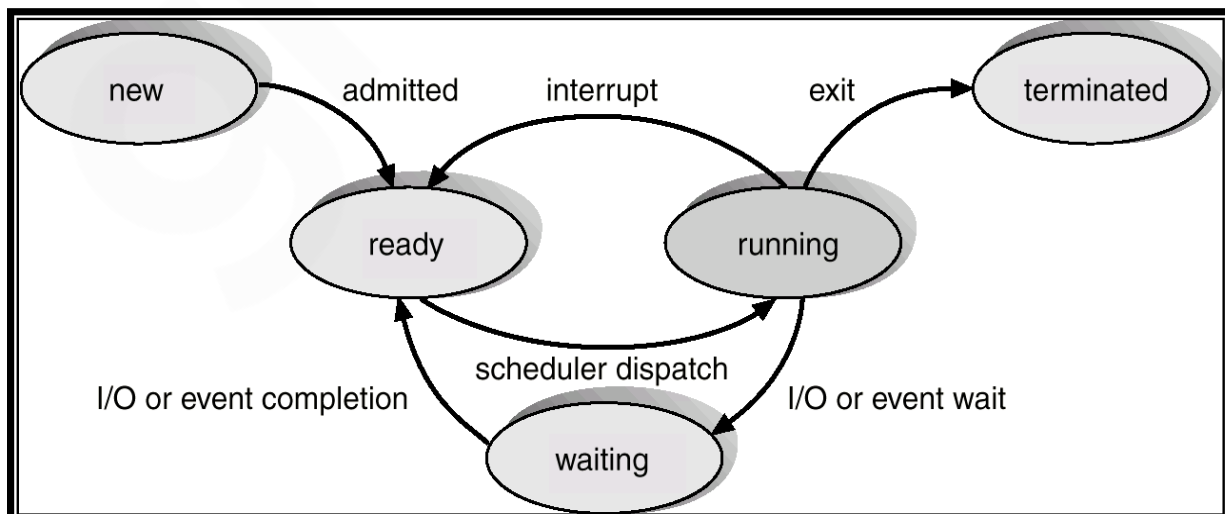 new
admitted
interrupt
exit
terminated
ready
running
scheduler dispatch
I/O or event completion
I/O or event wait
waiting